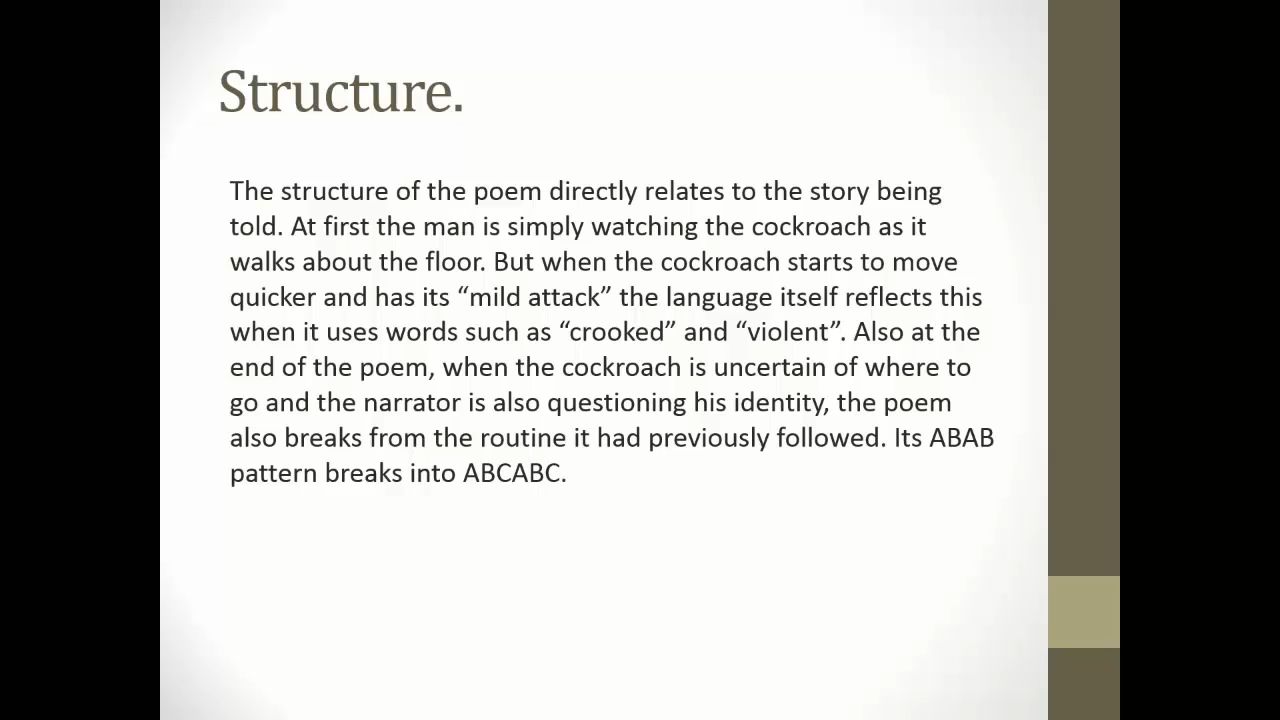 Structure.
The structure of the poem directly relates to the story being
told. At first the man is simply watching the cockroach as it
walks about the floor. But when the cockroach starts to move
quicker and has its “mild attack” the language itself reflects this
when it uses words such as “crooked” and “violent”. Also at the
end of the poem, when the cockroach is uncertain of where to
go and the narrator is also questioning his identity, the poem
also breaks from the routine it had previously followed. Its ABAB
pattern breaks into ABCABC.